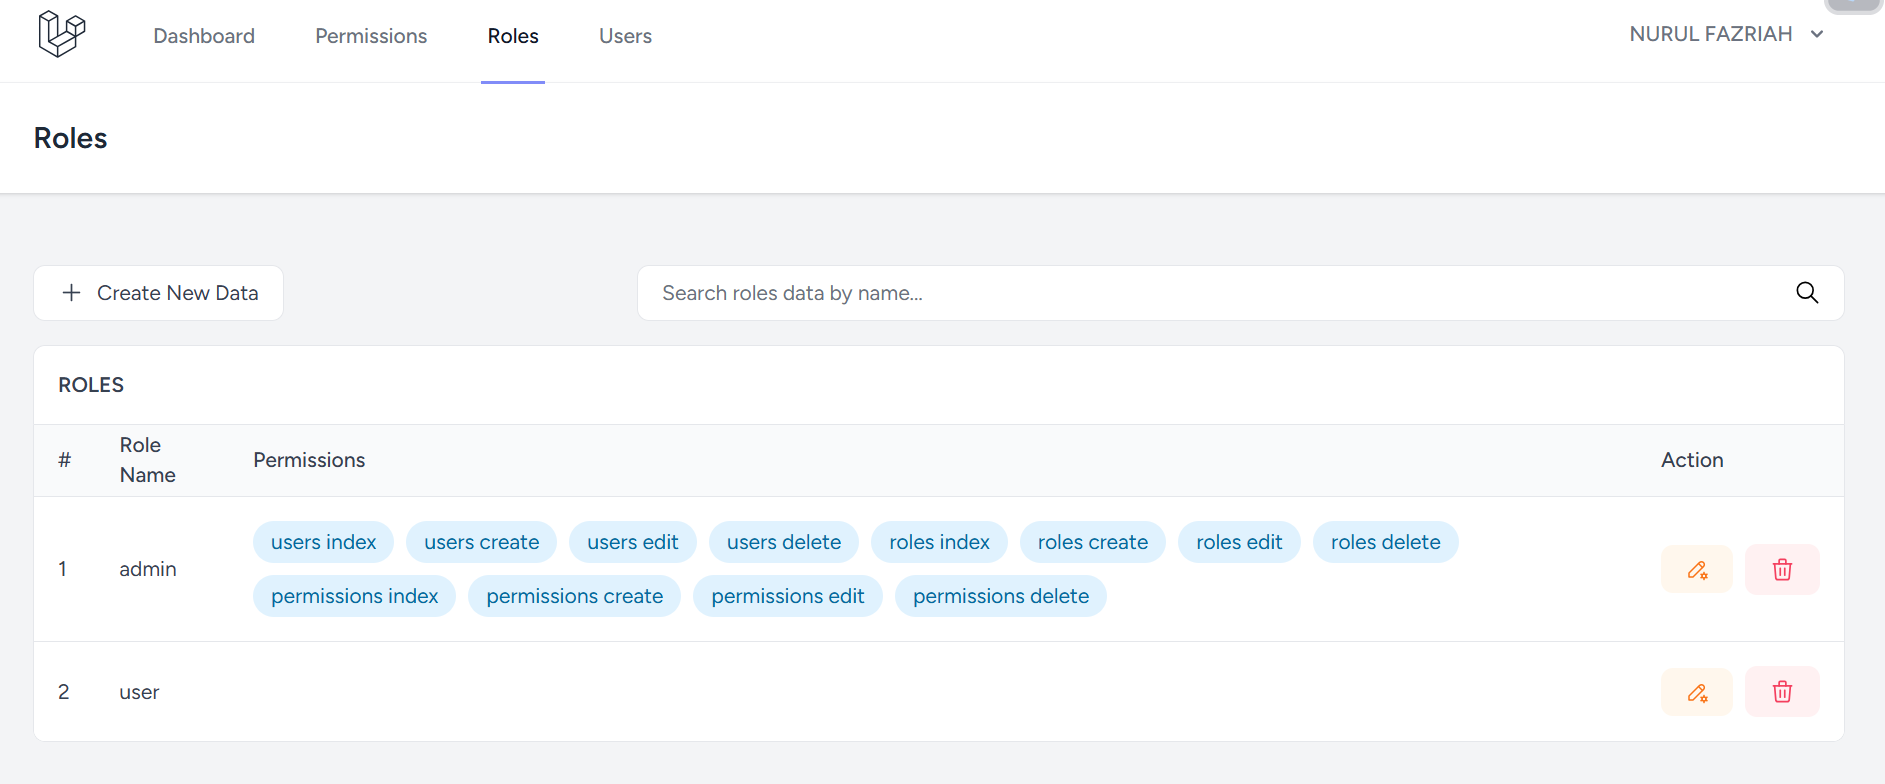 Dashboard Permissions Roles Users NURUL FAZRIAH
Roles
Create New Data
Search roles data by name...
ROLES
# Role Name Permissions Action
1 admin
users index users create users edit users delete roles index roles create roles edit roles delete
permissions index permissions create permissions edit permissions delete
2 user